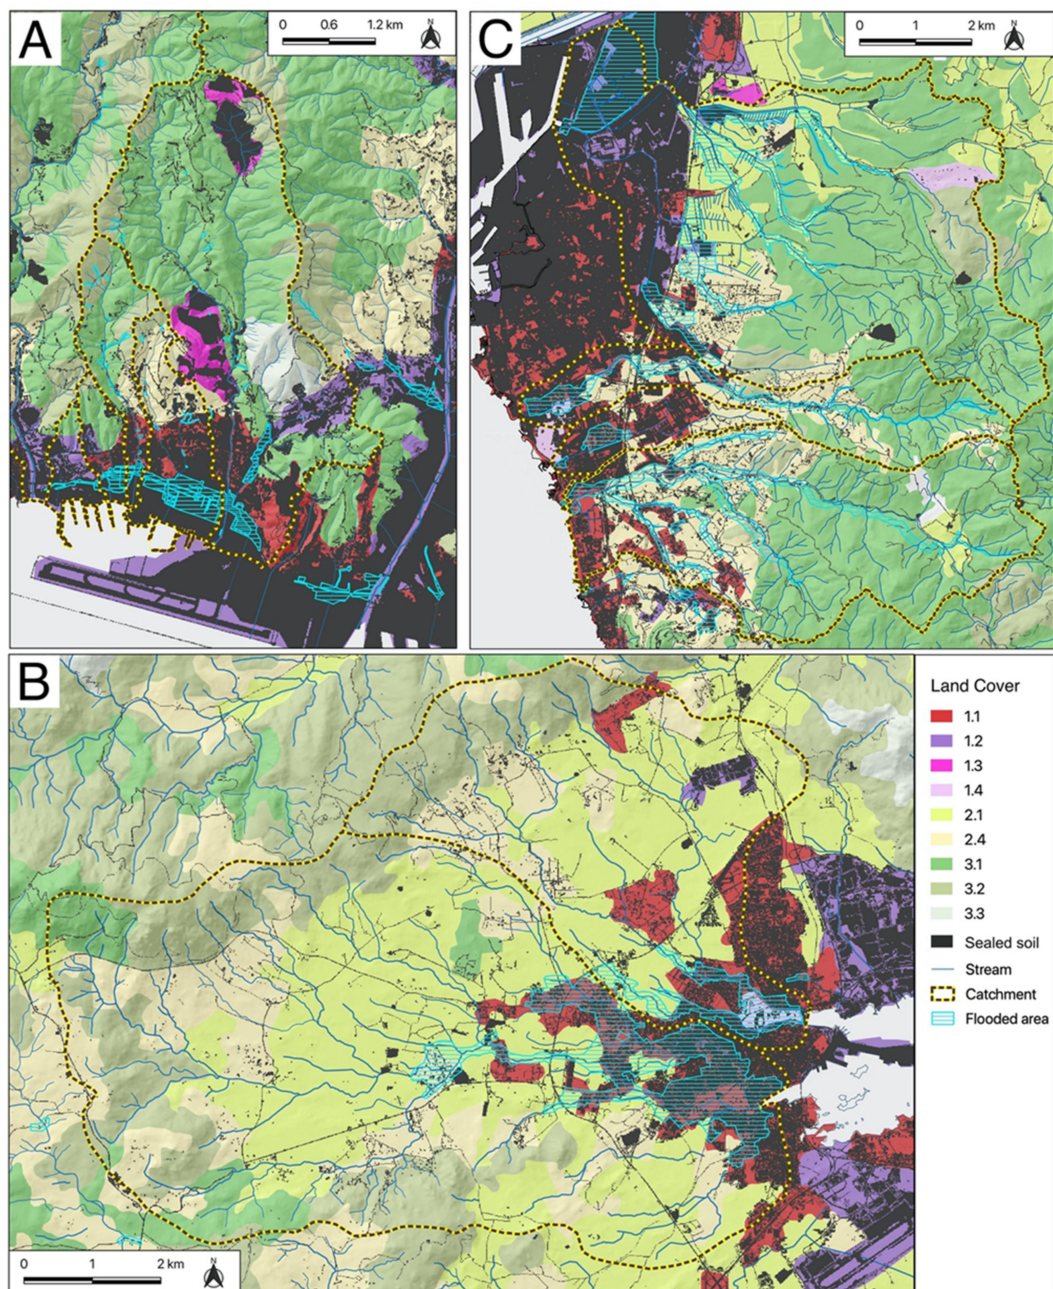 A
0 0.6 1.2 km
N
C
0 1 2 km
N
B
0 1 2 km
N
Land Cover
1.1
1.2
1.3
1.4
2.1
2.4
3.1
3.2
3.3
Sealed soil
Stream
Catchment
Flooded area